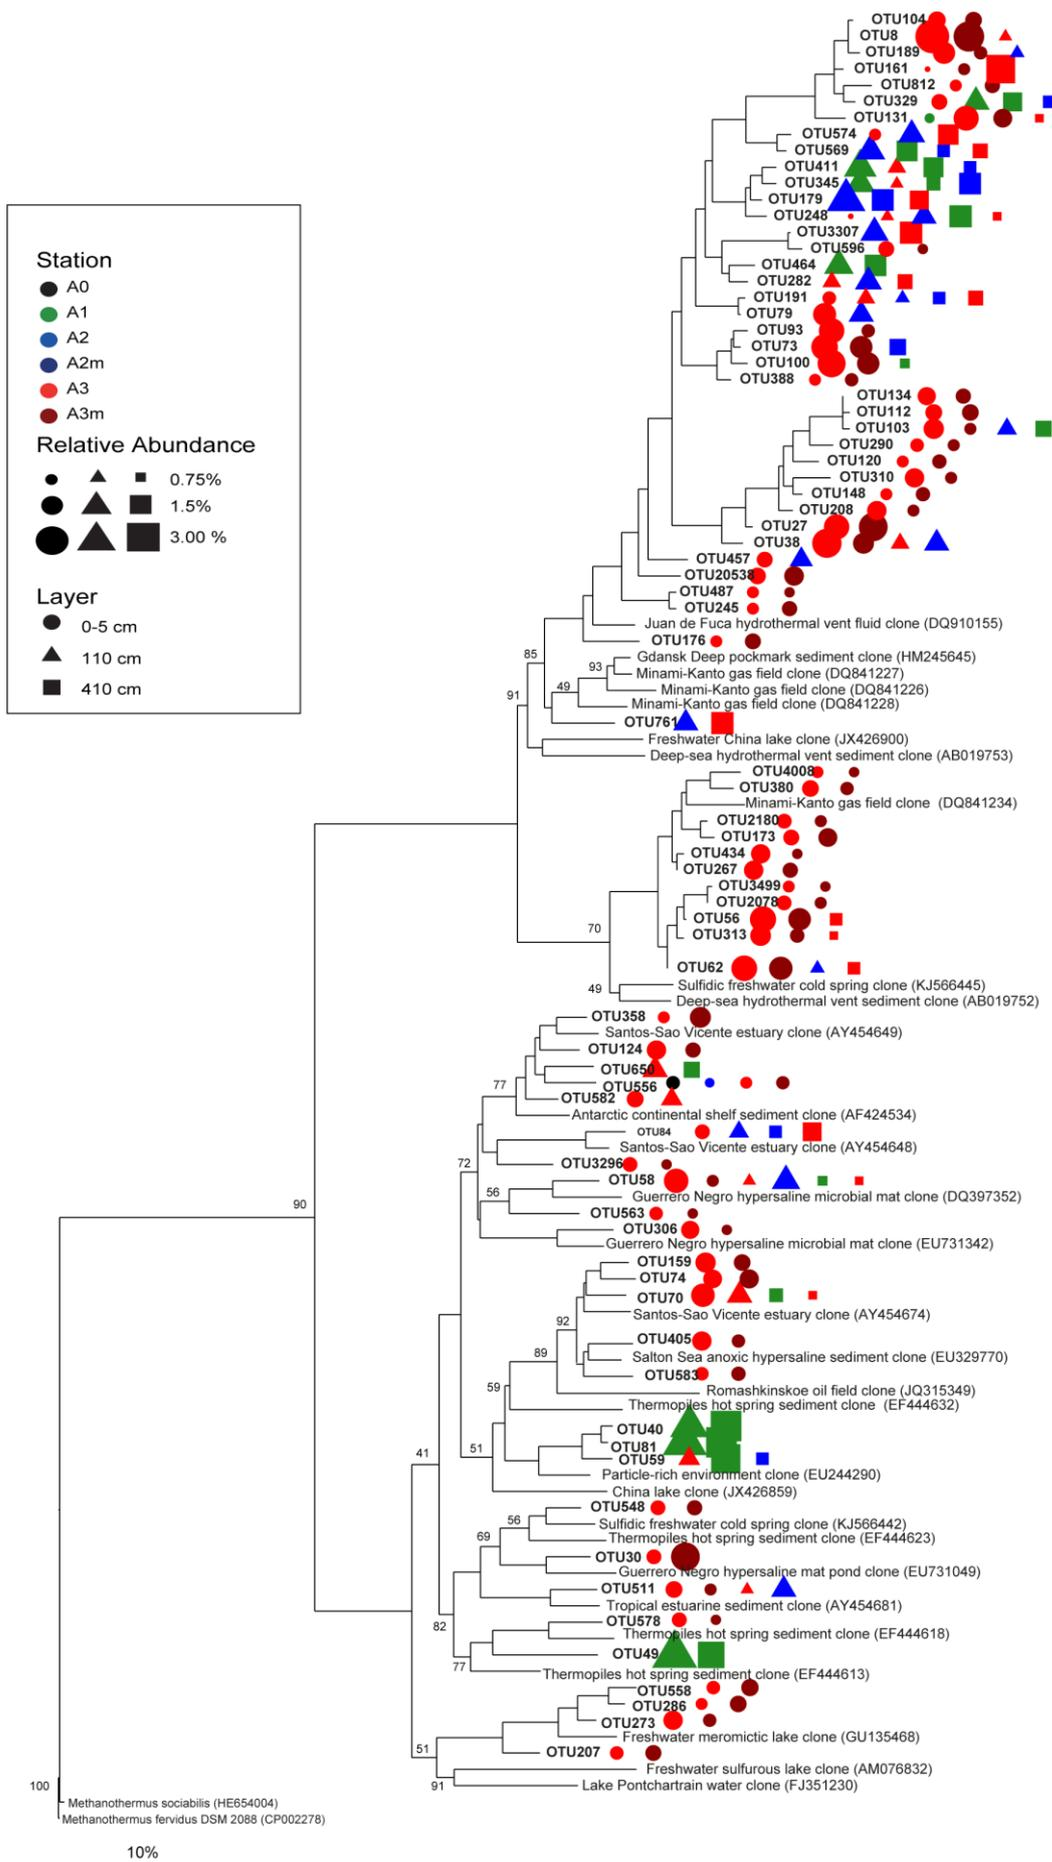 OTU104
OTU8
OTU189
OTU161
OTU812
OTU329
OTU131
OTU574
OTU569
OTU411
OTU345
OTU179
OTU248
OTU3307
OTU596
OTU464
OTU282
OTU191
OTU79
OTU93
OTU73
OTU100
OTU388
OTU134
OTU112
OTU103
OTU290
OTU120
OTU310
OTU148
OTU208
OTU27
OTU38
OTU457
OTU20538
OTU487
OTU245
Juan de Fuca hydrothermal vent fluid clone (DQ910155)
OTU176
85
Gdansk Deep pockmark sediment clone (HM245645)
93
Minami-Kanto gas field clone (DQ841227)
49
Minami-Kanto gas field clone (DQ841226)
91
Minami-Kanto gas field clone (DQ841228)
OTU761
Freshwater China lake clone (JX426900)
Deep-sea hydrothermal vent sediment clone (AB019753)
OTU4008
OTU380
Minami-Kanto gas field clone (DQ841234)
OTU2180
OTU173
OTU434
OTU267
OTU3499
OTU2078
OTU56
70
OTU313
OTU62
49
Sulfidic freshwater cold spring clone (KJ566445)
Deep-sea hydrothermal vent sediment clone (AB019752)
OTU358
Santos-Sao Vicente estuary clone (AY454649)
OTU124
OTU650
77
OTU556
OTU582
Antarctic continental shelf sediment clone (AF424534)
OTU84
Santos-Sao Vicente estuary clone (AY454648)
72
OTU3296
OTU58
56
Guerrero Negro hypersaline microbial mat clone (DQ397352)
90
OTU563
OTU306
Guerrero Negro hypersaline microbial mat clone (EU731342)
OTU159
OTU74
OTU70
Santos-Sao Vicente estuary clone (AY454674)
92
OTU405
89
Salton Sea anoxic hypersaline sediment clone (EU329770)
OTU583
59
Romashkinskoe oil field clone (JQ315349)
Thermopiles hot spring sediment clone (EF444632)
OTU40
41
51
OTU81
OTU59
Particle-rich environment clone (EU244290)
China lake clone (JX426859)
OTU548
56
Sulfidic freshwater cold spring clone (KJ566442)
69
Thermopiles hot spring sediment clone (EF444623)
OTU30
Guerrero Negro hypersaline mat pond clone (EU731049)
OTU511
Tropical estuarine sediment clone (AY454681)
82
OTU578
Thermopiles hot spring sediment clone (EF444618)
OTU49
77
Thermopiles hot spring sediment clone (EF444613)
OTU558
OTU286
OTU273
Freshwater meromictic lake clone (GU135468)
51
OTU207
Freshwater sulfurous lake clone (AM076832)
91
Lake Pontchartrain water clone (FJ351230)
100
Methanothermus sociabilis (HE654004)
Methanothermus fervidus DSM 2088 (CP002278)
10%
Station
A0
A1
A2
A2m
A3
A3m
Relative Abundance
0.75%
1.5%
3.00 %
Layer
0-5 cm
110 cm
410 cm